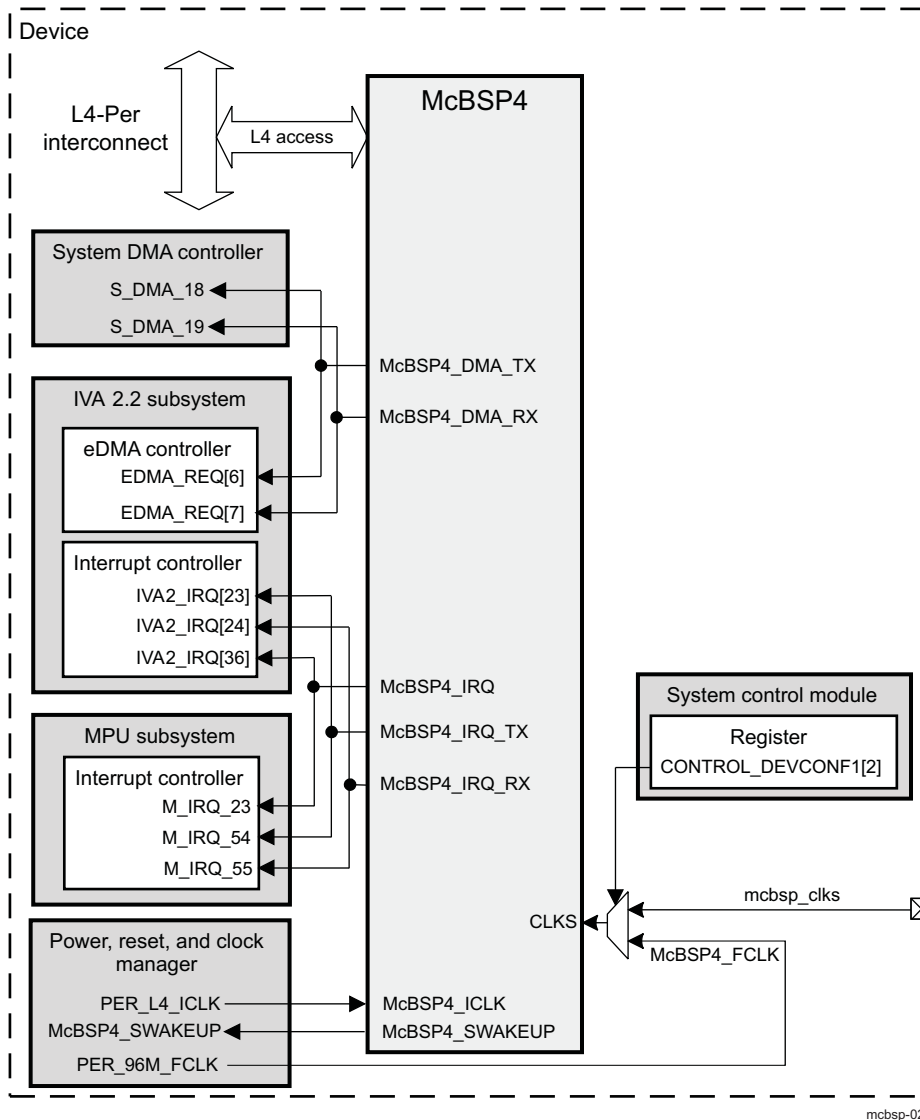 Device
McBSP4
L4-Per
interconnect
L4 access
System DMA controller
S_DMA_18
S_DMA_19
McBSP4_DMA_TX
McBSP4_DMA_RX
IVA 2.2 subsystem
eDMA controller
EDMA_REQ[6]
EDMA_REQ[7]
Interrupt controller
IVA2_IRQ[23]
IVA2_IRQ[24]
IVA2_IRQ[36]
McBSP4_IRQ
McBSP4_IRQ_TX
McBSP4_IRQ_RX
MPU subsystem
Interrupt controller
M_IRQ_23
M_IRQ_54
M_IRQ_55
System control module
Register
CONTROL_DEVCONF1[2]
mcbsp_clks
CLKS
McBSP4_FCLK
Power, reset, and clock
manager
PER_L4_ICLK
McBSP4_SWAKEUP
PER_96M_FCLK
McBSP4_ICLK
McBSP4_SWAKEUP
mcbsp-02